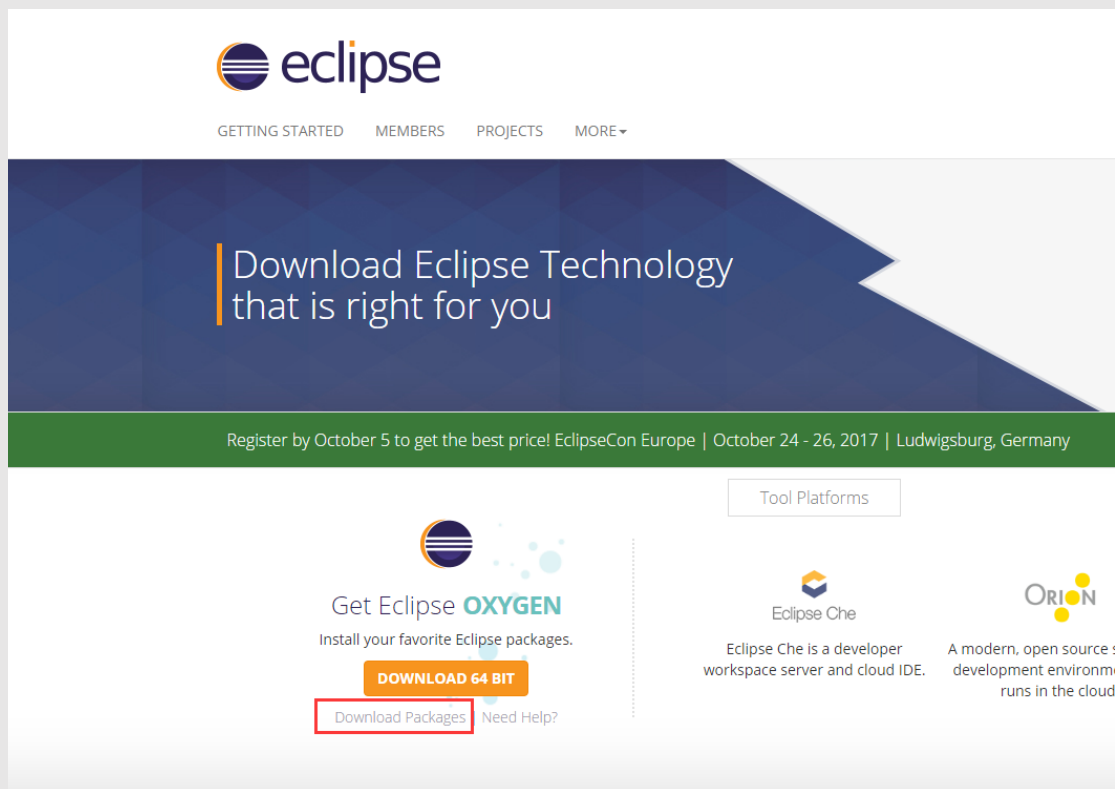 eclipse
GETTING STARTED MEMBERS PROJECTS MORE
Download Eclipse Technology
that is right for you
Register by October 5 to get the best price! EclipseCon Europe | October 24 - 26, 2017 | Ludwigsburg, Germany
Tool Platforms
Get Eclipse OXYGEN
Install your favorite Eclipse packages.
DOWNLOAD 64 BIT
Download Packages | Need Help?
Eclipse Che
Eclipse Che is a developer
workspace server and cloud IDE.
ORION
A modern, open source
development
runs in the cloud